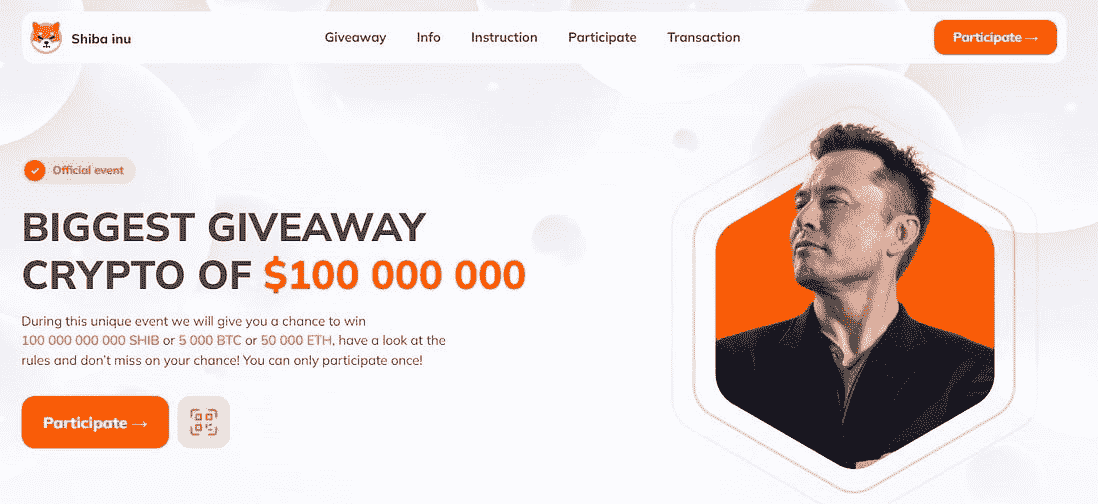 Shiba inu
Giveaway Info Instruction Participate Transaction
Participate →
Official event
BIGGEST GIVEAWAY
CRYPTO OF $100 000 000
During this unique event we will give you a chance to win
100 000 000 000 SHIB or 5 000 BTC or 50 000 ETH, have a look at the
rules and don't miss on your chance! You can only participate once!
Participate →